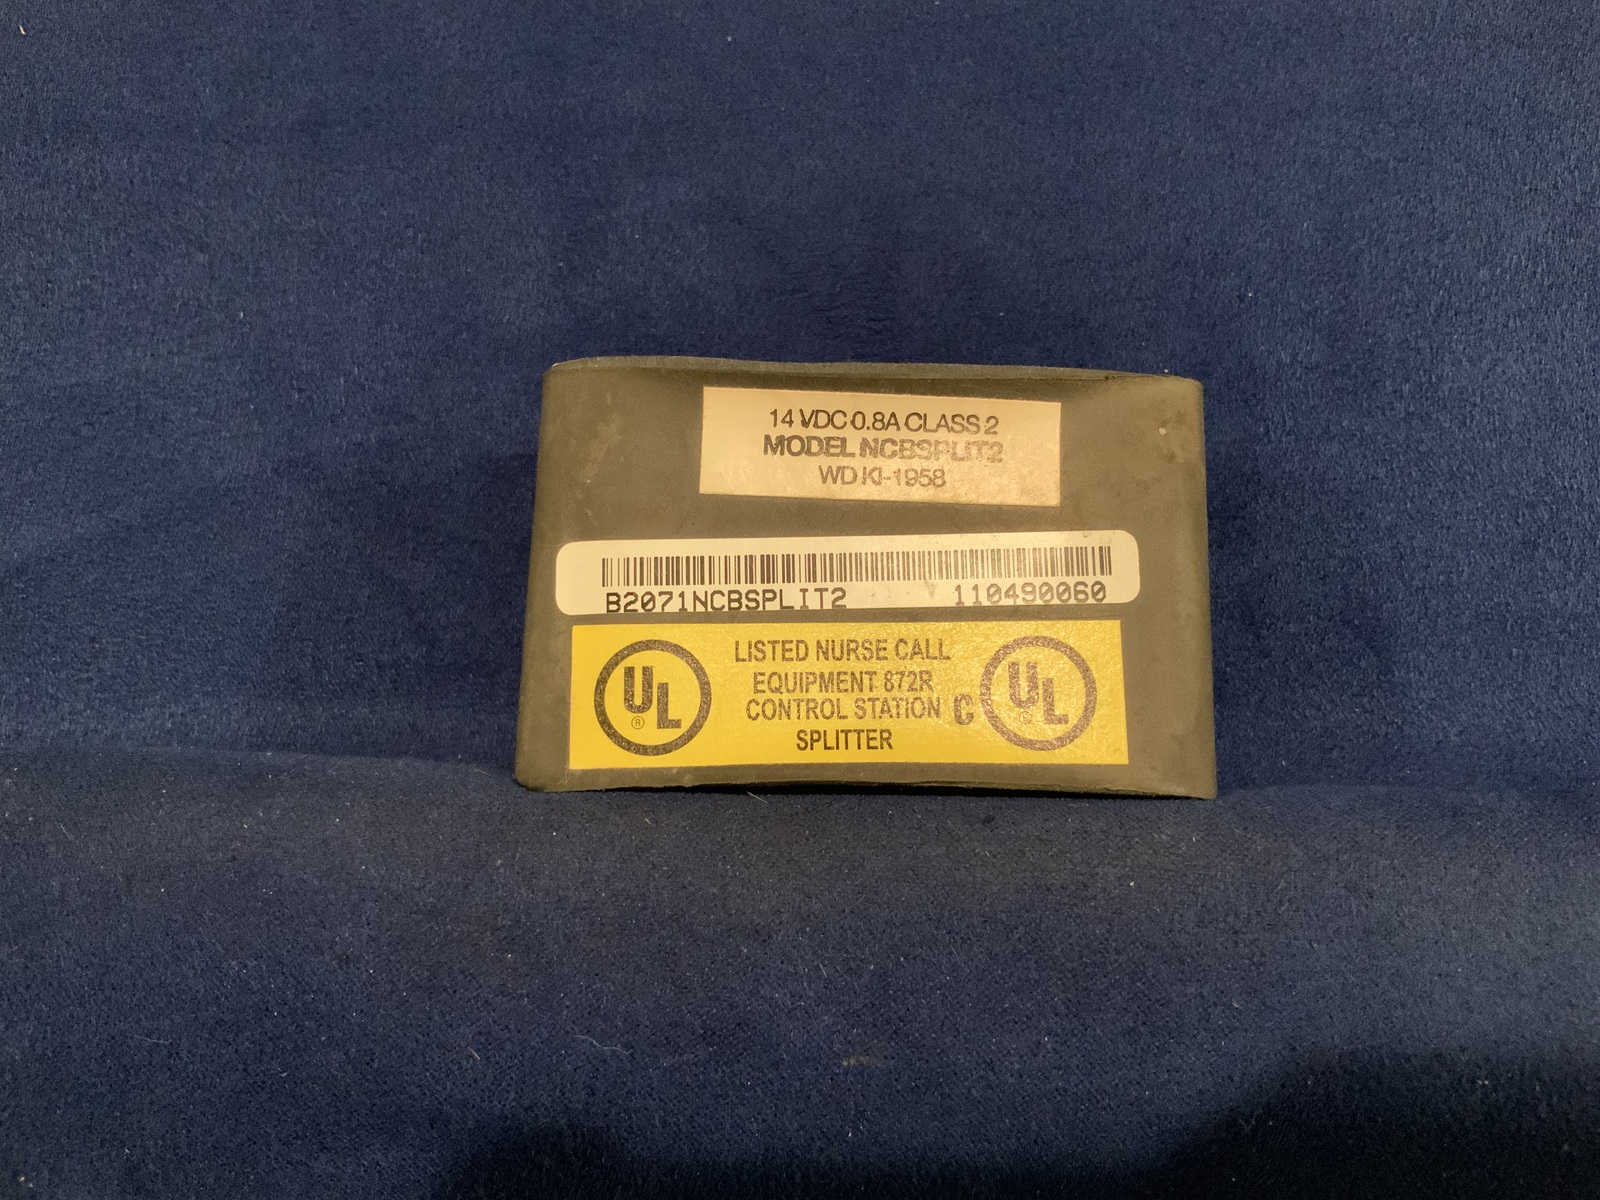 14 VDC 0.8A CLASS 2
MODEL NCBSPLIT2
WD KI-1958
B2071NCBSPLIT2 110490060
UL ® LISTED NURSE CALL
EQUIPMENT 872R
CONTROL STATION C UL ®
SPLITTER